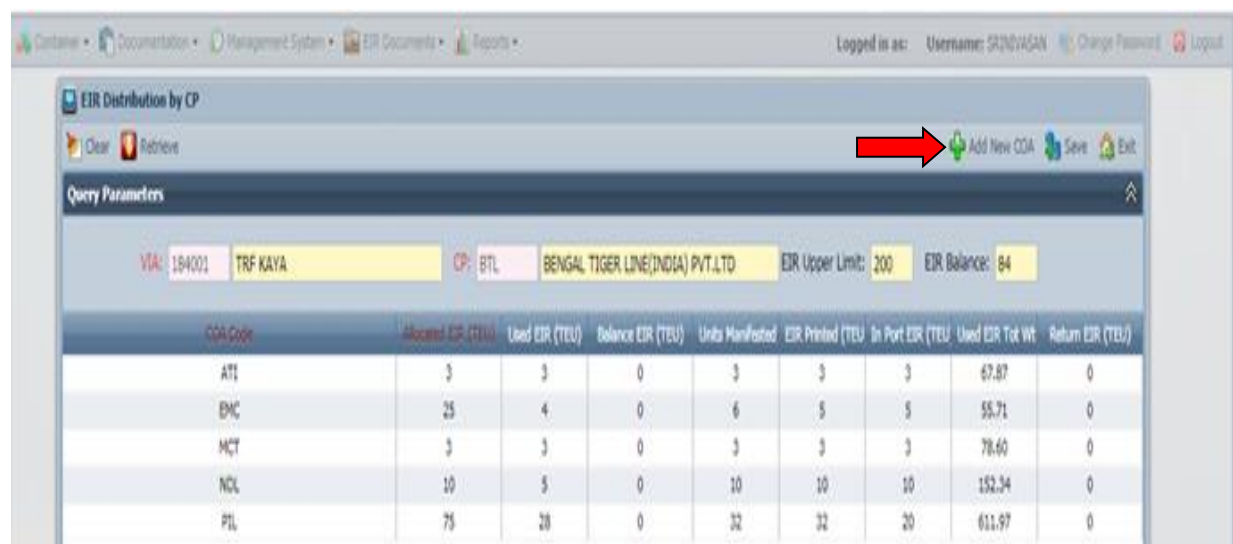 Container Documentation Management System EIR Documents Reports Logged in as: Username: SRINIVASAN Change Password Logout
EIR Distribution by CP
Clear Retrieve Add New COA Save Exit
Query Parameters
VIA: 184001 TRF KAYA CP: BTL BENGAL TIGER LINE(INDIA) PVT.LTD EIR Upper Limit: 200 EIR Balance: 84
COA Code Allocated EIR (TEU) Used EIR (TEU) Balance EIR (TEU) Units Manifested EIR Printed (TEU In Port EIR (TEU Used EIR Tot Wt Return EIR (TEU)
ATI 3 3 0 3 3 3 67.87 0
EMC 25 4 0 6 5 5 55.71 0
MCT 3 3 0 3 3 3 78.60 0
NDL 10 5 0 10 10 10 152.34 0
PIL 75 28 0 32 32 20 611.97 0